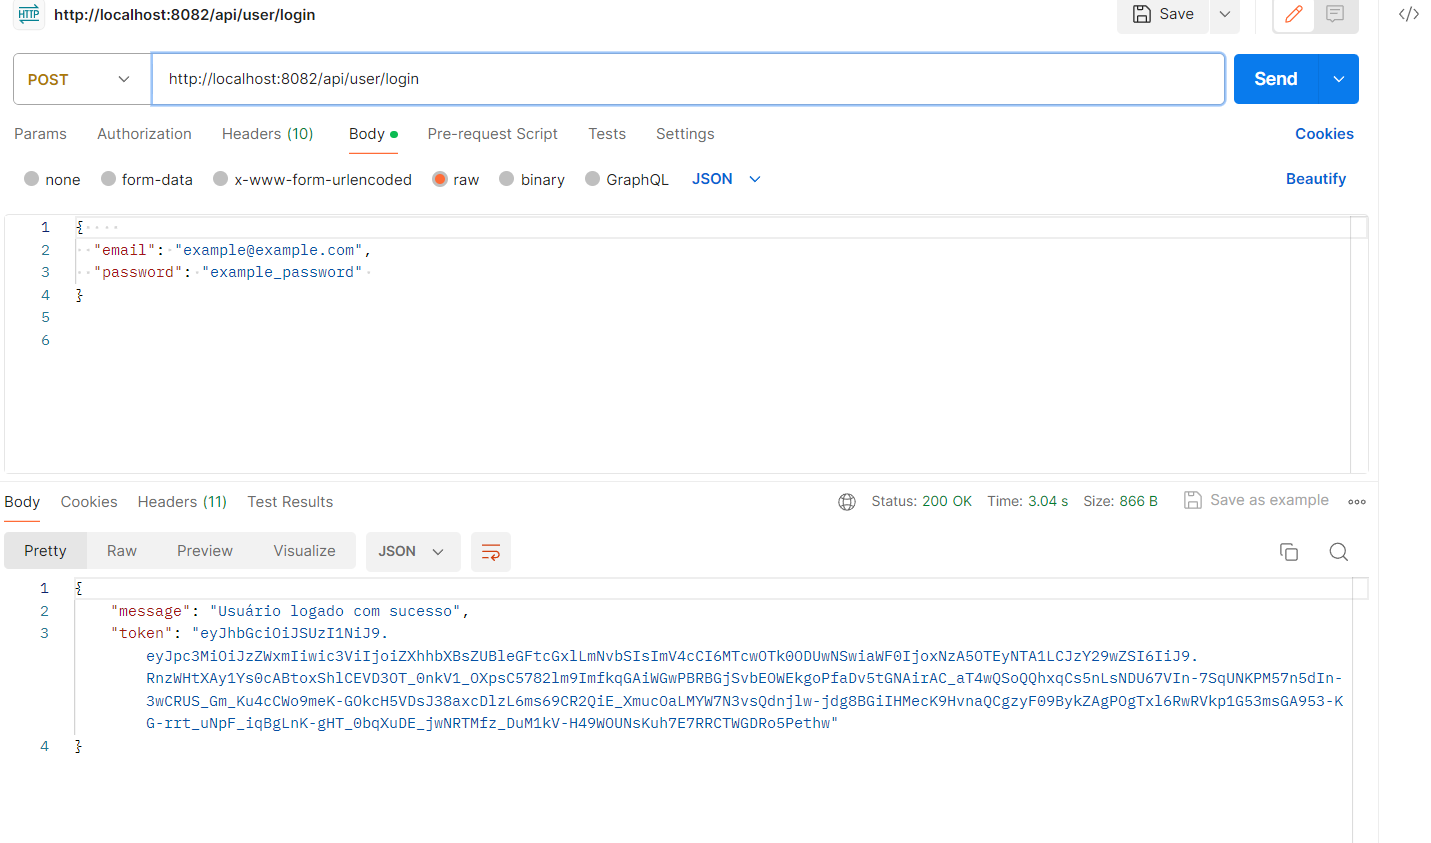 HTTP http://localhost:8082/api/user/login Save </>
POST http://localhost:8082/api/user/login Send
Params Authorization Headers (10) Body Pre-request Script Tests Settings Cookies
none form-data x-www-form-urlencoded raw binary GraphQL JSON Beautify
1 {
2 "email": "example@example.com",
3 "password": "example_password"
4 }
5
6
Body Cookies Headers (11) Test Results Status: 200 OK Time: 3.04 s Size: 866 B Save as example
Pretty Raw Preview Visualize JSON
1 {
2 "message": "Usuário logado com sucesso",
3 "token": "eyJhbGciOiJSUzI1NiJ9.
eyJpc3MiOiJzZWxmIiwic3ViIjoiZXhhbXBsZUBleGFtcGxlLmNvbSIsImV4cCI6MTcwOTk0ODUwNSwiaWF0IjoxNzA5OTEyNTA1LCJzY29wZSI6IiJ9.
RnzWHtXAy1Ys0cABtoxShlCEVD3OT_0nkV1_OXpsC5782lm9ImfkqGAiWGwPBRBGjSvbEOWEkgoPfaDv5tGNAirAC_aT4wQSoQQhxqCs5nLsNDU67VIn-7SqUNKPM57n5dIn-
3wCRUS_Gm_Ku4cCWo9meK-GOkcH5VDsJ38axcDlzL6ms69CR2QiE_XmucOaLMYW7N3vsQdnjlw-jdg8BGiIHMecK9HvnaQCgzyF09BykZAgPOgTxl6RwRVkp1G53msGA953-K
G-rrt_uNpF_iqBgLnK-gHT_0bqXuDE_jwNRTMfz_DuM1kV-H49WOUNsKuh7E7RRCTWGDRo5Pethw"
4 }